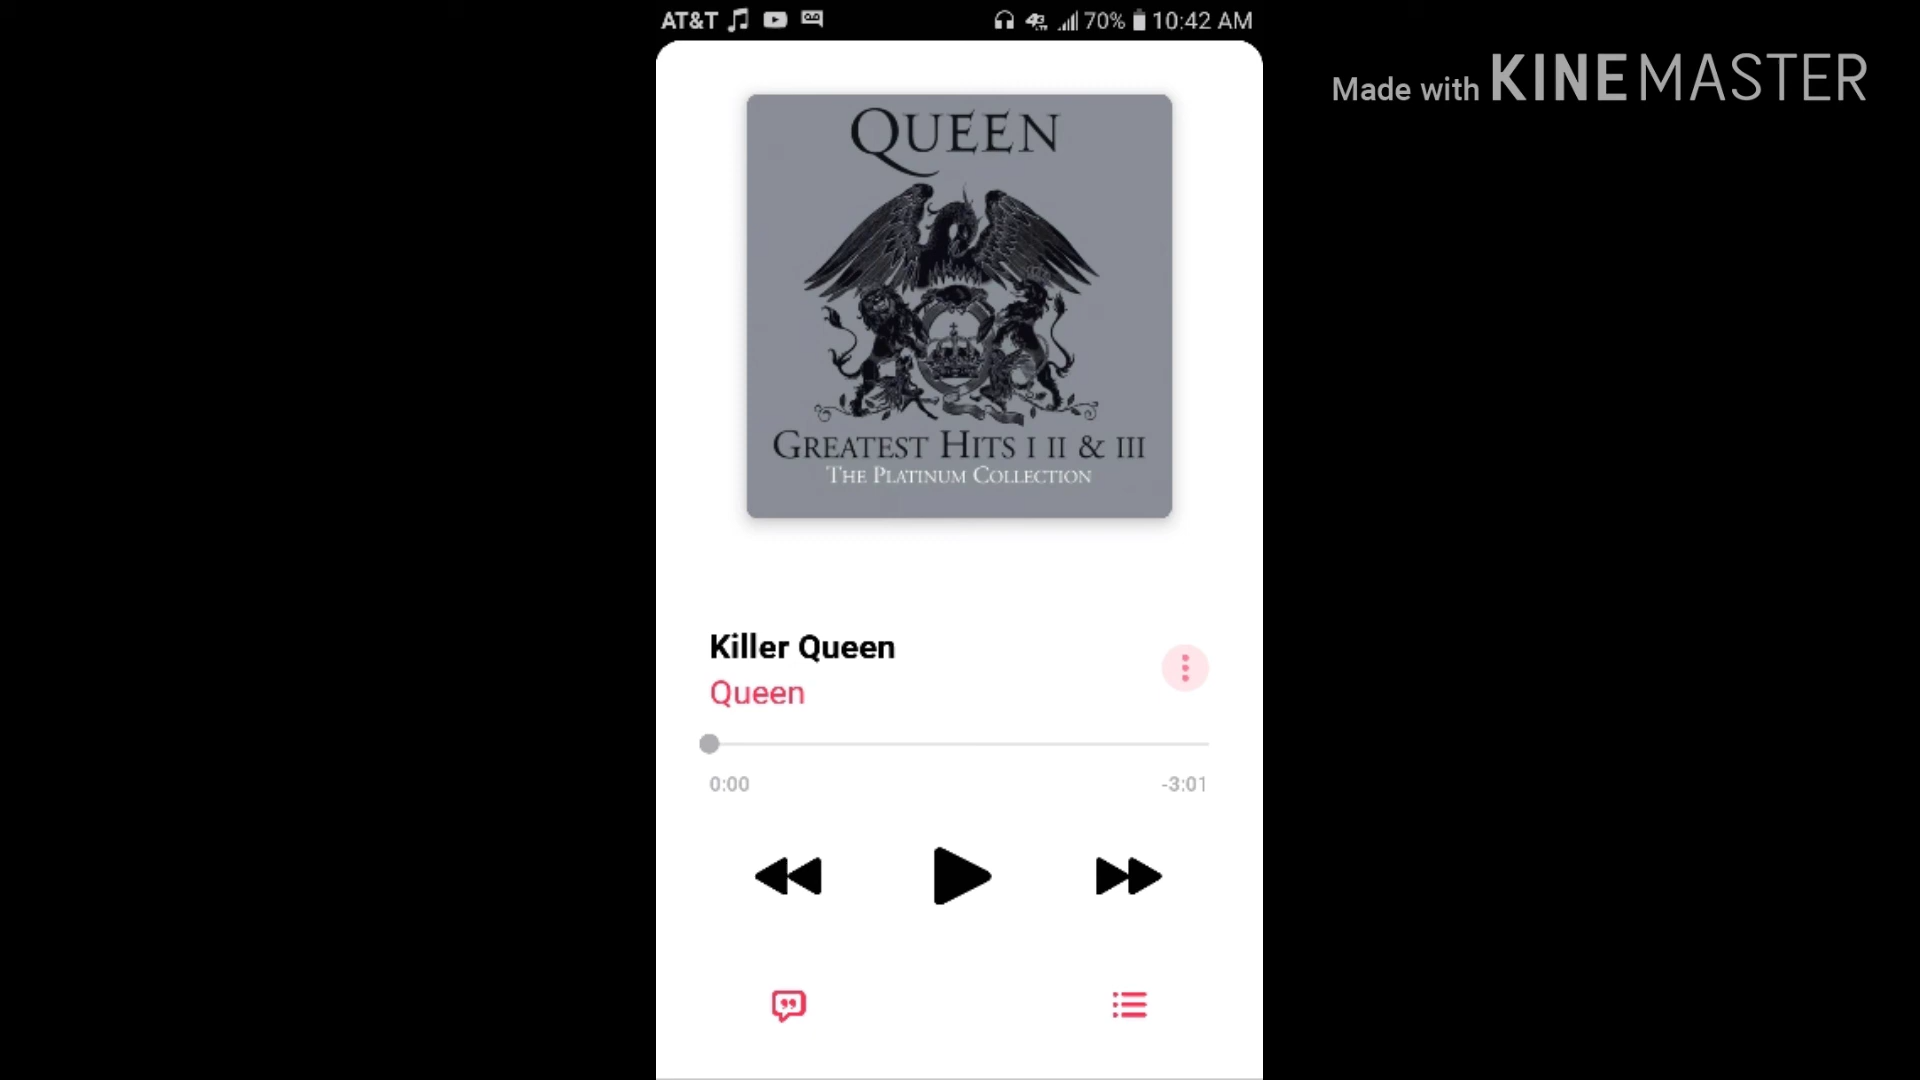 AT&T 70% 10:42 AM
Made with KINEMASTER
QUEEN
GREATEST HITS I II & III
THE PLATINUM COLLECTION
Killer Queen
Queen
0:00 -3:01